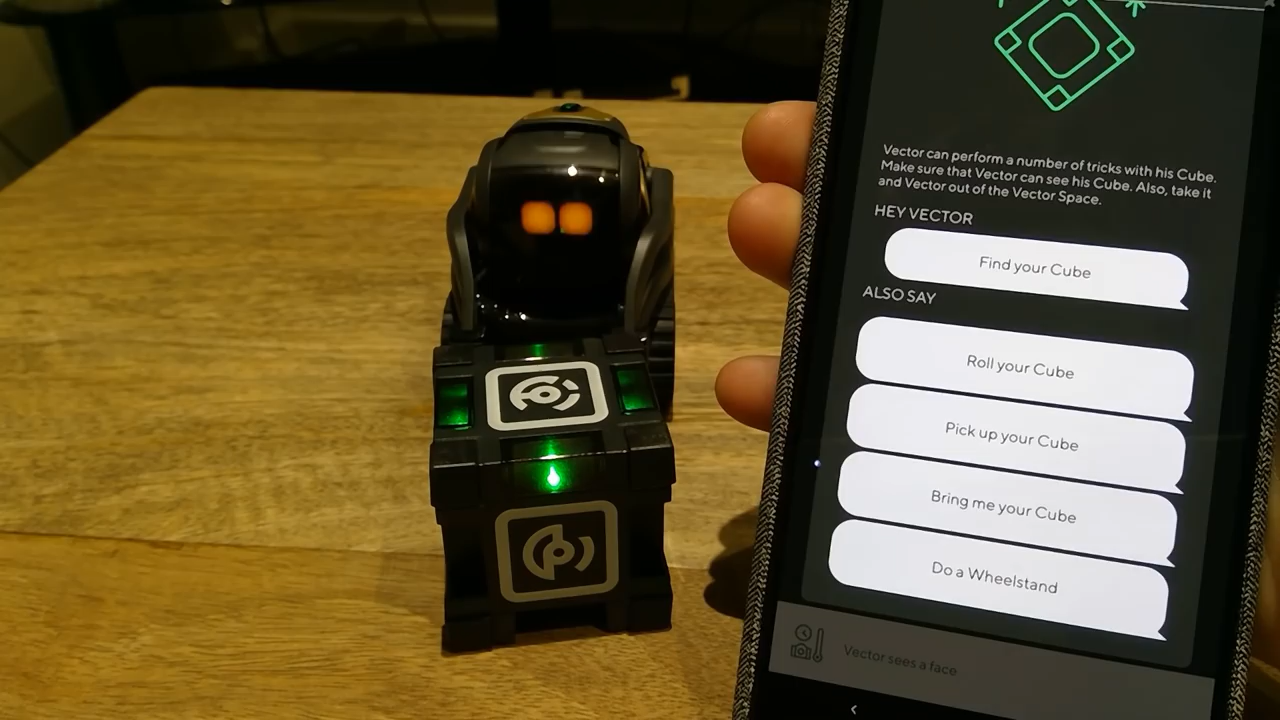 Vector can perform a number of tricks with his Cube.
Make sure that Vector can see his Cube. Also, take it
and Vector out of the Vector Space.
HEY VECTOR
Find your Cube
ALSO SAY
Roll your Cube
Pick up your Cube
Bring me your Cube
Do a Wheelstand
Vector sees a face